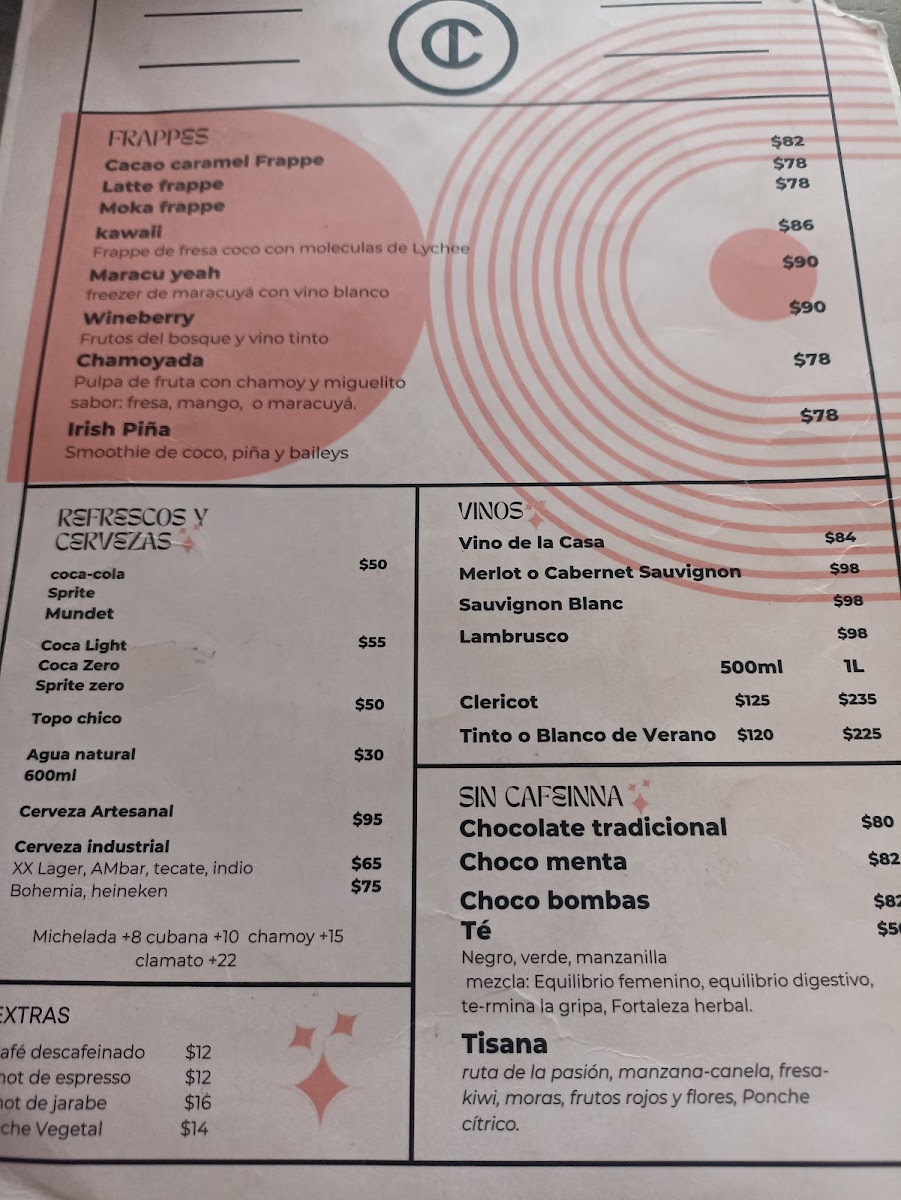 FRAPPES
Cacao caramel Frappe $82
Latte frappe $78
Moka frappe $78
kawaii $86
Frappe de fresa coco con moleculas de Lychee
Maracu yeah $90
freezer de maracuyá con vino blanco
Wineberry $90
Frutos del bosque y vino tinto
Chamoyada $78
Pulpa de fruta con chamoy y miguelito
sabor: fresa, mango, o maracuyá.
Irish Piña $78
Smoothie de coco, piña y baileys
REFRESCOS Y
CERVEZAS
coca-cola $50
Sprite
Mundet
Coca Light $55
Coca Zero
Sprite zero
Topo chico $50
Agua natural $30
600ml
Cerveza Artesanal $95
Cerveza industrial
XX Lager, AMbar, tecate, indio $65
Bohemia, heineken $75
Michelada +8 cubana +10 chamoy +15
clamato +22
EXTRAS
afé descafeinado $12
hot de espresso $12
hot de jarabe $16
che Vegetal $14
VINOS
Vino de la Casa $84
Merlot o Cabernet Sauvignon $98
Sauvignon Blanc $98
Lambrusco $98
500ml 1L
Clericot $125 $235
Tinto o Blanco de Verano $120 $225
SIN CAFEINNA
Chocolate tradicional $80
Choco menta $82
Choco bombas $82
Té
Negro, verde, manzanilla
mezcla: Equilibrio femenino, equilibrio digestivo,
te-rmina la gripa, Fortaleza herbal.
Tisana
ruta de la pasión, manzana-canela, fresa-
kiwi, moras, frutos rojos y flores, Ponche
cítrico.